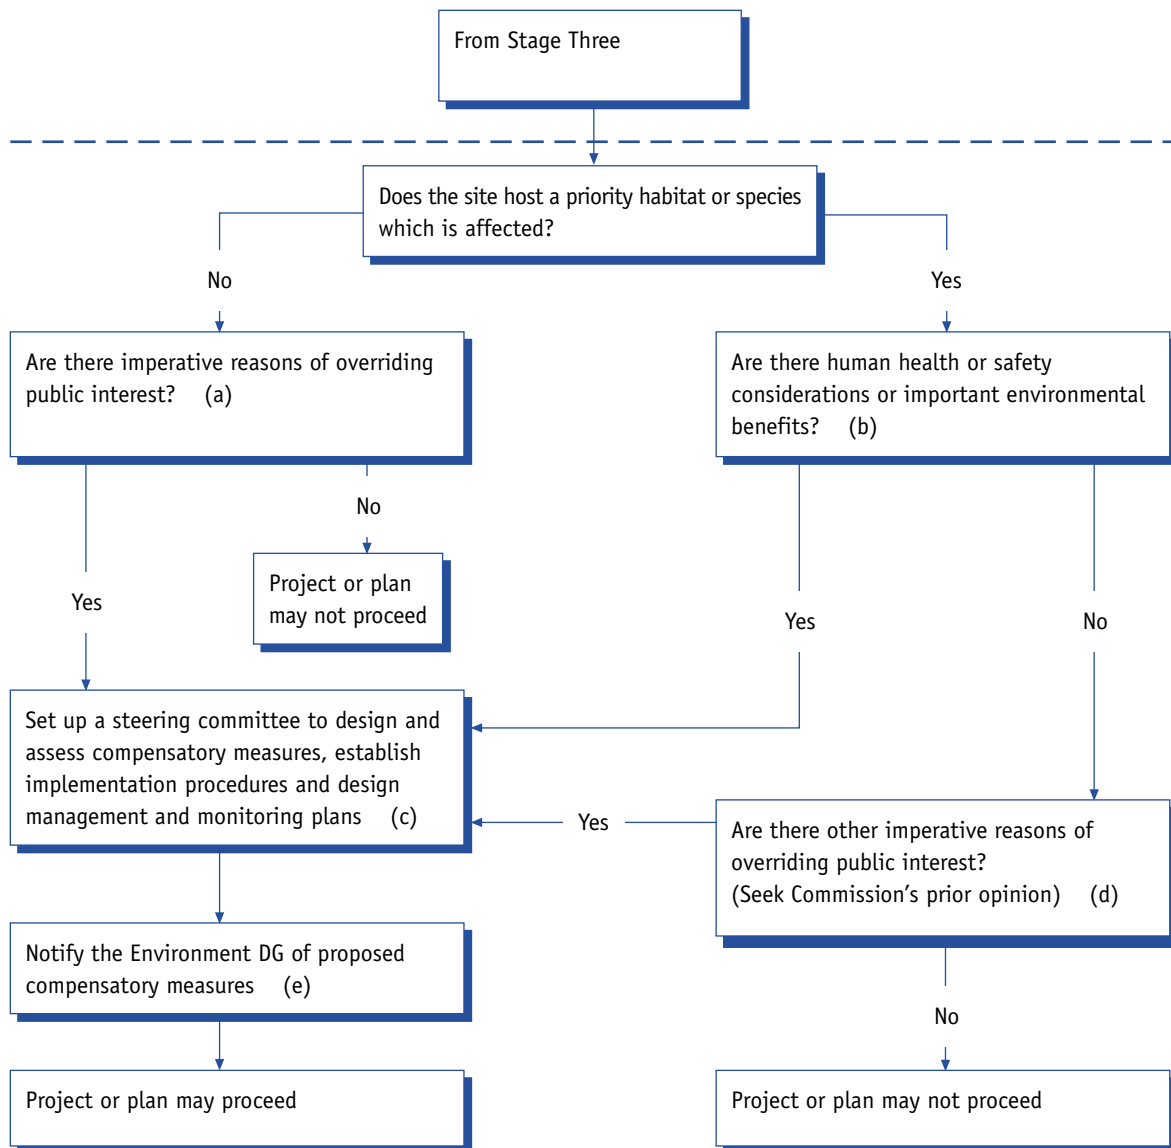 From Stage Three
Does the site host a priority habitat or species
which is affected?
No
Yes
Are there imperative reasons of overriding
public interest? (a)
Are there human health or safety
considerations or important environmental
benefits? (b)
No
Project or plan
may not proceed
Yes
Yes
No
Set up a steering committee to design and
assess compensatory measures, establish
implementation procedures and design
management and monitoring plans (c)
Yes
Are there other imperative reasons of
overriding public interest?
(Seek Commission's prior opinion) (d)
Notify the Environment DG of proposed
compensatory measures (e)
No
Project or plan may proceed
Project or plan may not proceed